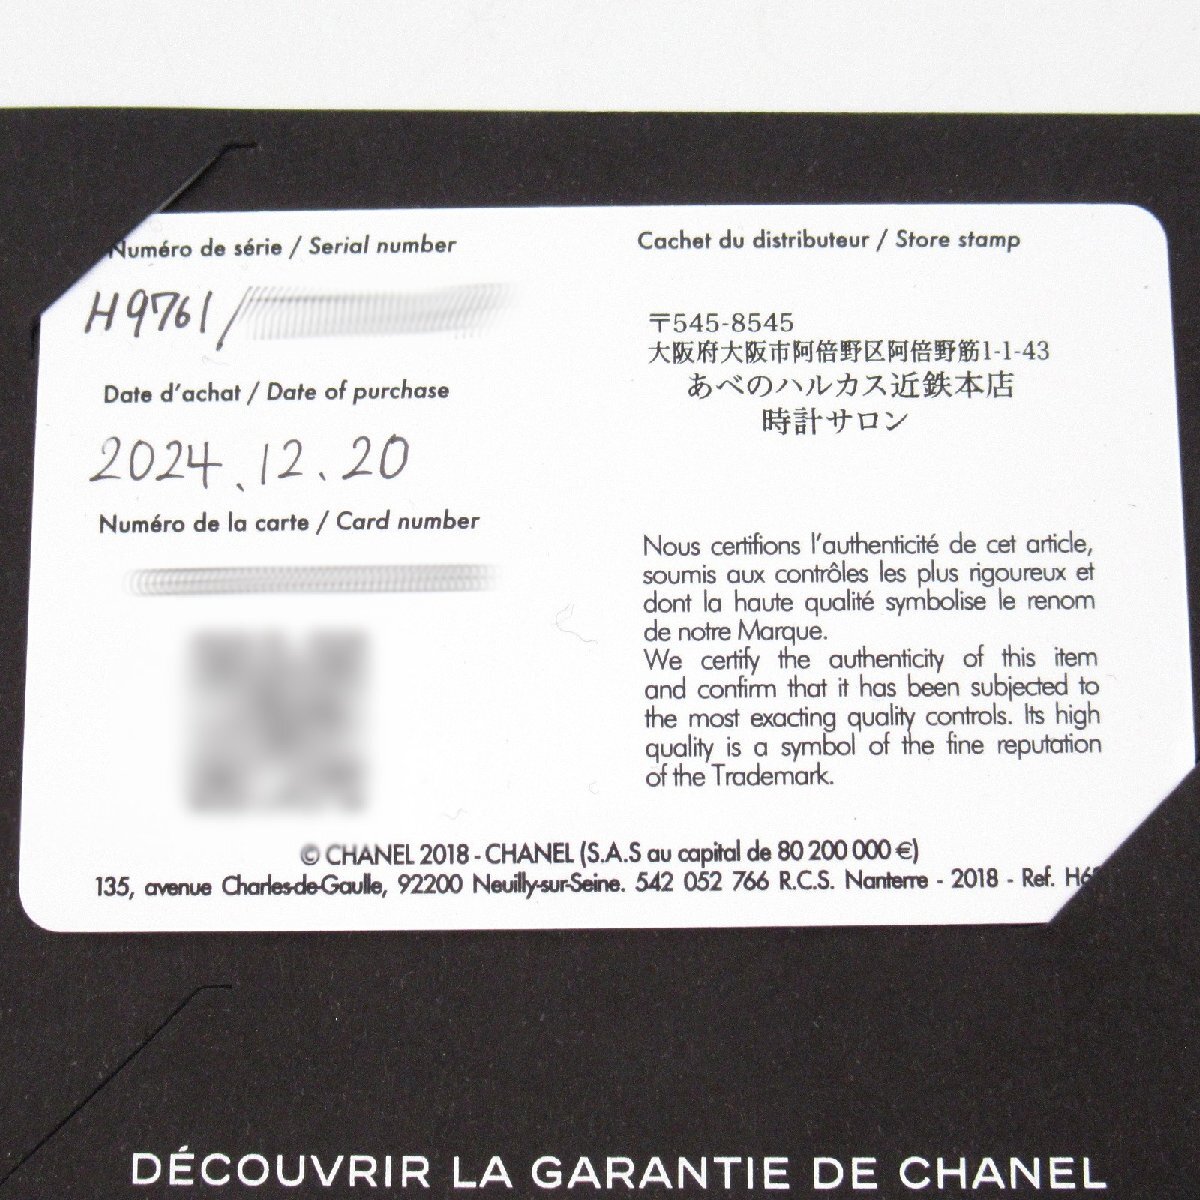 Numéro de série / Serial number
H9761/
Date d'achat / Date of purchase
2024.12.20
Numéro de la carte / Card number
Cachet du distributeur / Store stamp
〒545-8545
大阪府大阪市阿倍野区阿倍野筋1-1-43
あべのハルカス近鉄本店
時計サロン
Nous certifions l'authenticité de cet article,
soumis aux contrôles les plus rigoureux et
dont la haute qualité symbolise le renom
de notre Marque.
We certify the authenticity of this item
and confirm that it has been subjected to
the most exacting quality controls. Its high
quality is a symbol of the fine reputation
of the Trademark.
© CHANEL 2018 - CHANEL (S.A.S au capital de 80 200 000 €)
135, avenue Charles-de-Gaulle, 92200 Neuilly-sur-Seine. 542 052 766 R.C.S. Nanterre - 2018 - Ref.
DÉCOUVRIR LA GARANTIE DE CHANEL